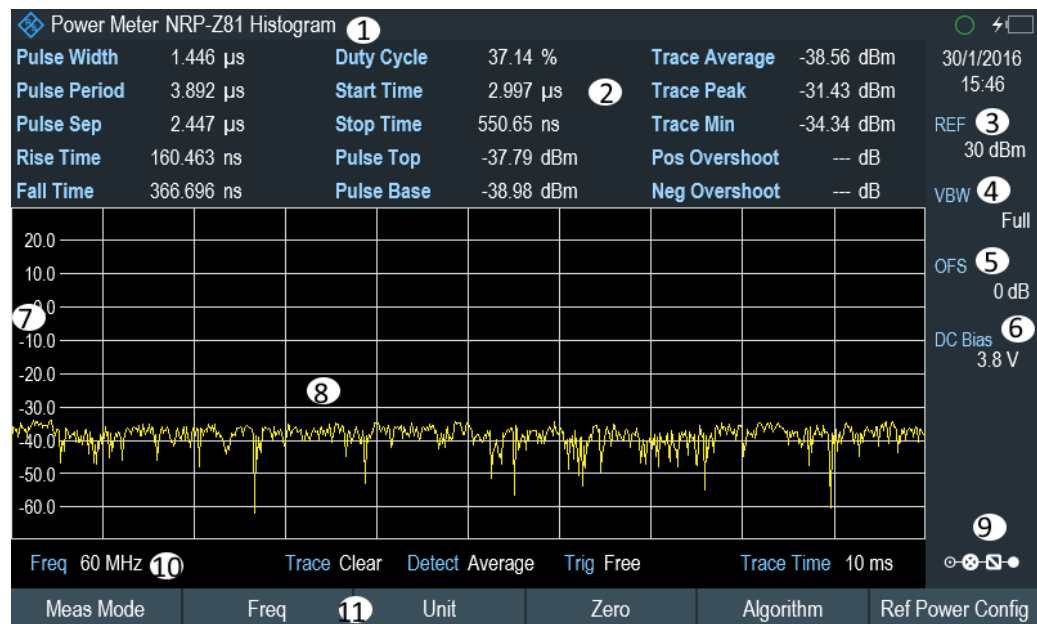 Power Meter NRP-Z81 Histogram 1
Pulse Width 1.446 µs Duty Cycle 37.14 % Trace Average -38.56 dBm 30/1/2016
Pulse Period 3.892 µs Start Time 2.997 µs 2 Trace Peak -31.43 dBm 15:46
Pulse Sep 2.447 µs Stop Time 550.65 ns Trace Min -34.34 dBm REF 3
Rise Time 160.463 ns Pulse Top -37.79 dBm Pos Overshoot --- dB 30 dBm
Fall Time 366.696 ns Pulse Base -38.98 dBm Neg Overshoot --- dB VBW 4
Full
20.0
10.0 OFS 5
0 dB
7 0.0
-10.0 DC Bias 6
3.8 V
-20.0
8
-30.0
-40.0
-50.0
-60.0
9
Freq 60 MHz 10 Trace Clear Detect Average Trig Free Trace Time 10 ms
Meas Mode Freq 11 Unit Zero Algorithm Ref Power Config